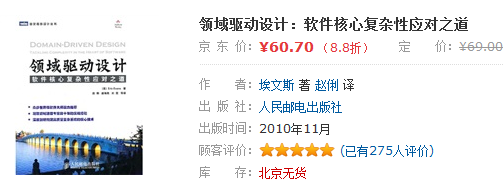 DOMAIN-DRIVEN DESIGN
领域驱动设计
软件核心复杂性应对之道
领域驱动设计：软件核心复杂性应对之道
京 东 价：￥60.70 （8.8折） 定 价：￥69.00
作 者：埃文斯 著 赵俐 译
出 版 社：人民邮电出版社
出版时间：2010年11月
顾客评价：(已有275人评价)
库 存：北京无货